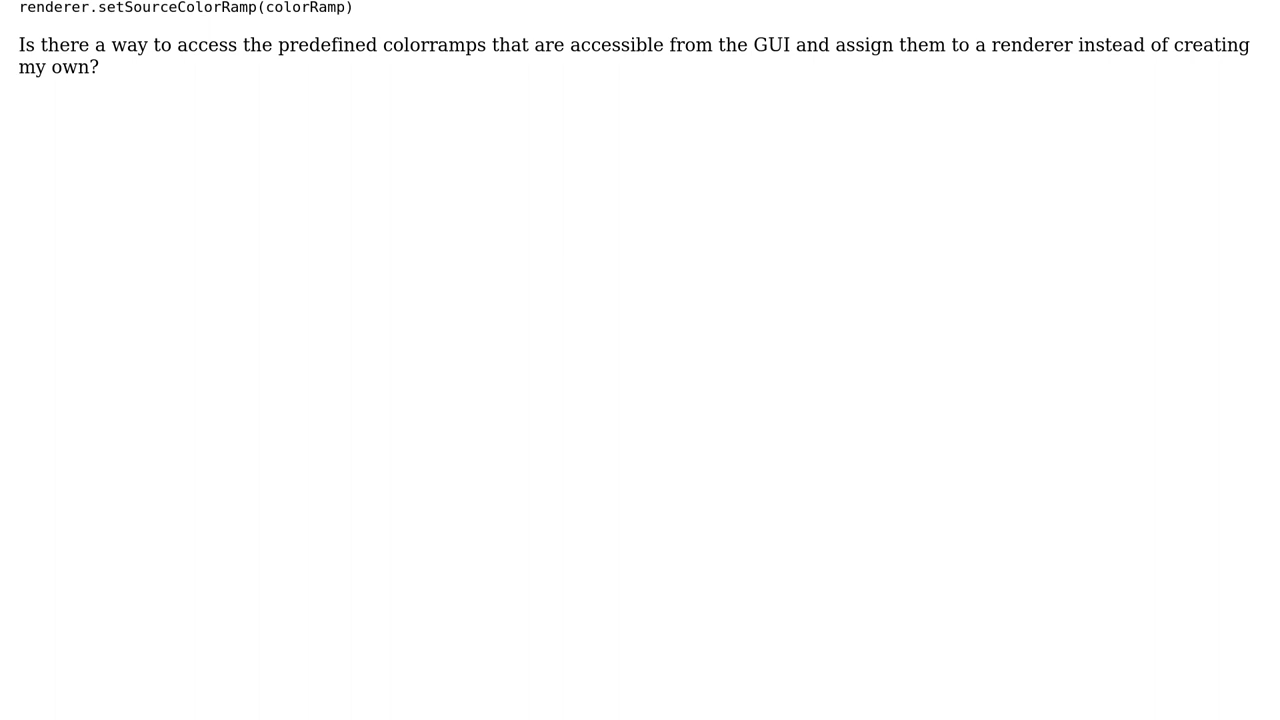 renderer.setSourceColorRamp(colorRamp)
Is there a way to access the predefined colorramps that are accessible from the GUI and assign them to a renderer instead of creating
my own?